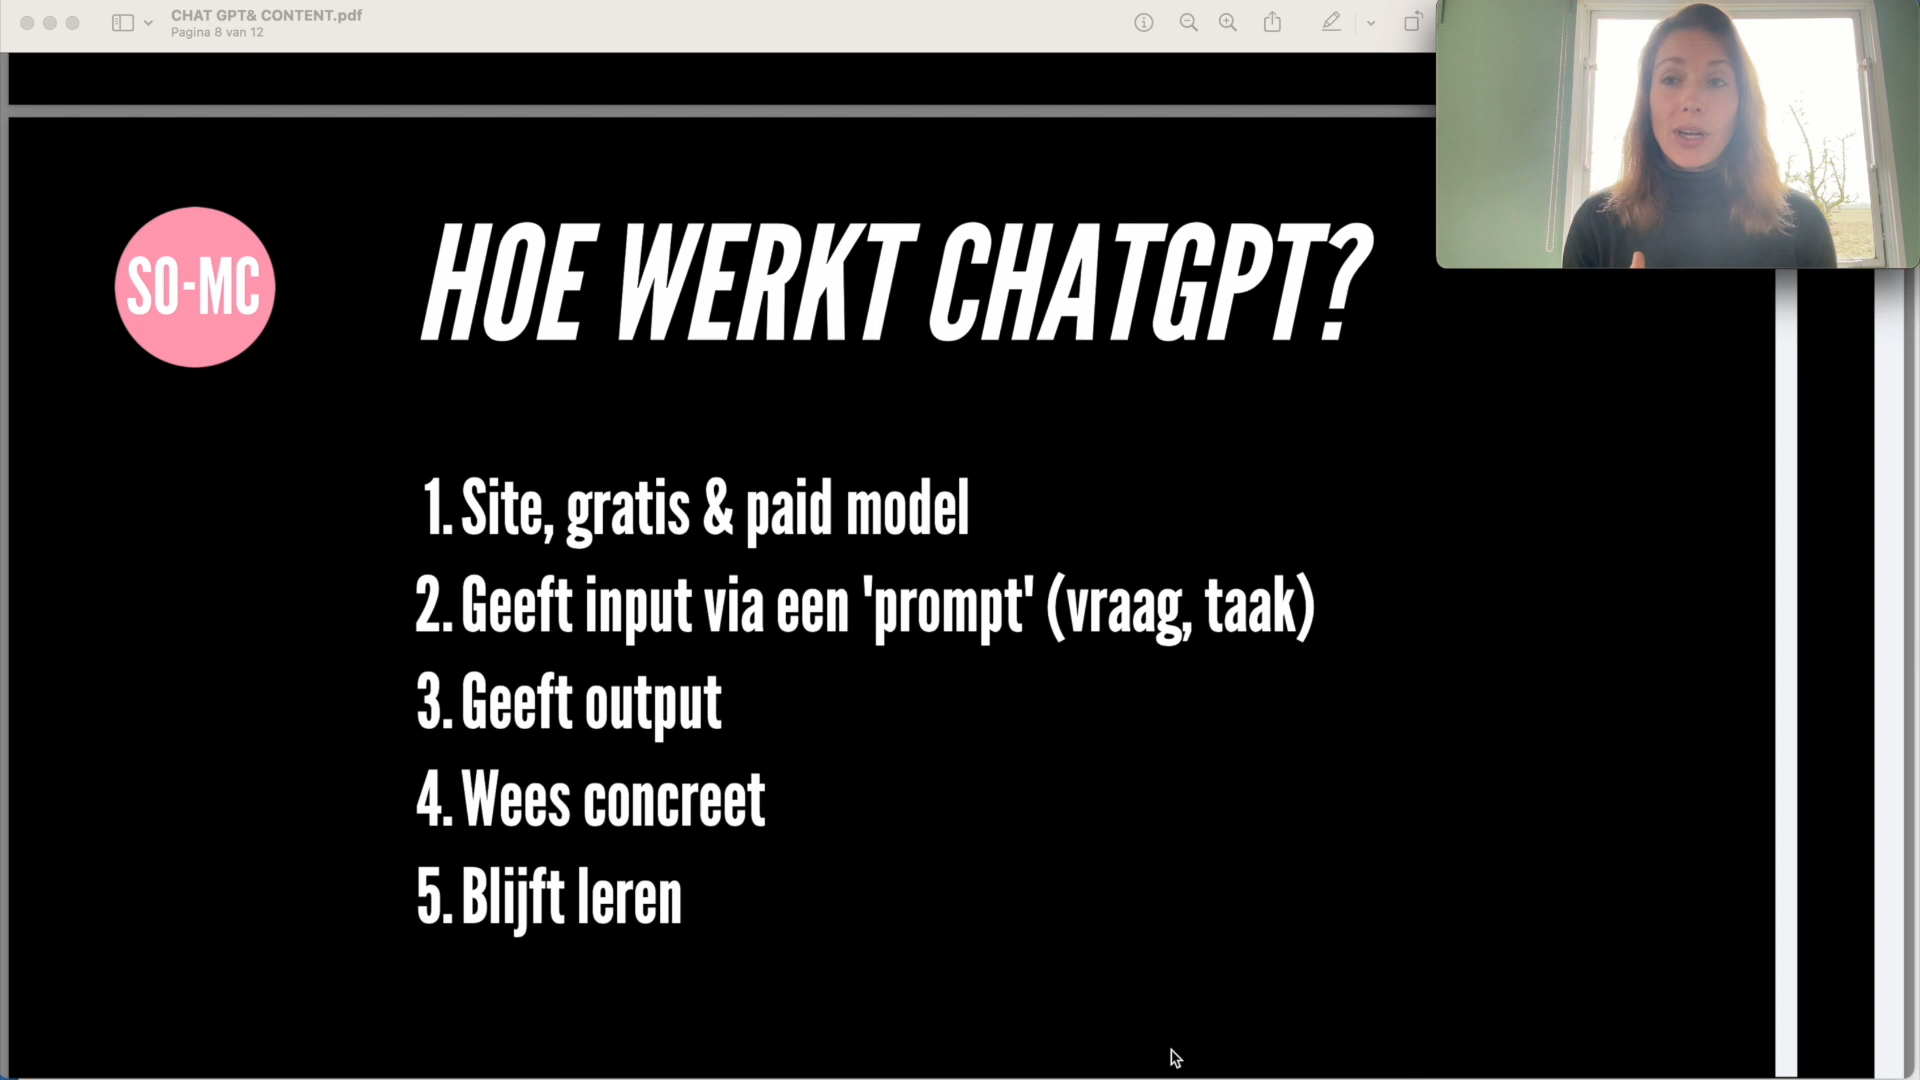 CHAT GPT& CONTENT.pdf
Pagina 8 van 12
SO-MC
HOE WERKT CHATGPT?
1. Site, gratis & paid model
2. Geeft input via een 'prompt' (vraag, taak)
3. Geeft output
4. Wees concreet
5. Blijft leren